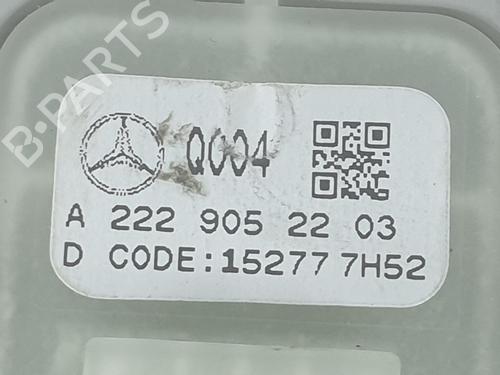 B-PARTS
Q004
A 222 905 22 03
D CODE:15277 7H52